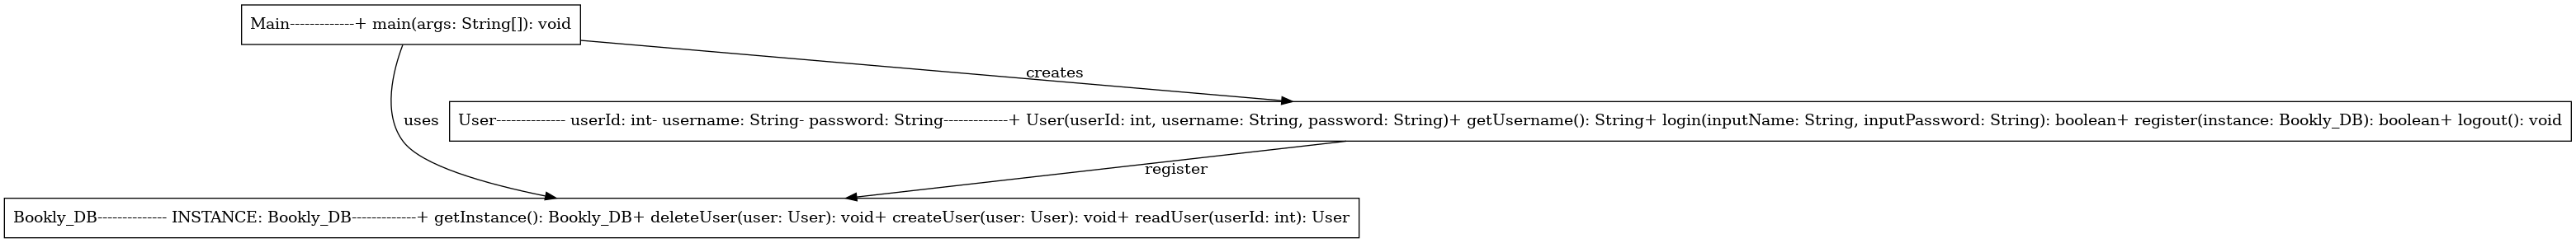 Main-------------+ main(args: String[]): void
creates
uses
User-------------- userId: int- username: String- password: String-------------+ User(userId: int, username: String, password: String)+ getUsername(): String+ login(inputName: String, inputPassword: String): boolean+ register(instance: Bookly_DB): boolean+ logout(): void
register
Bookly_DB-------------- INSTANCE: Bookly_DB-------------+ getInstance(): Bookly_DB+ deleteUser(user: User): void+ createUser(user: User): void+ readUser(userId: int): User